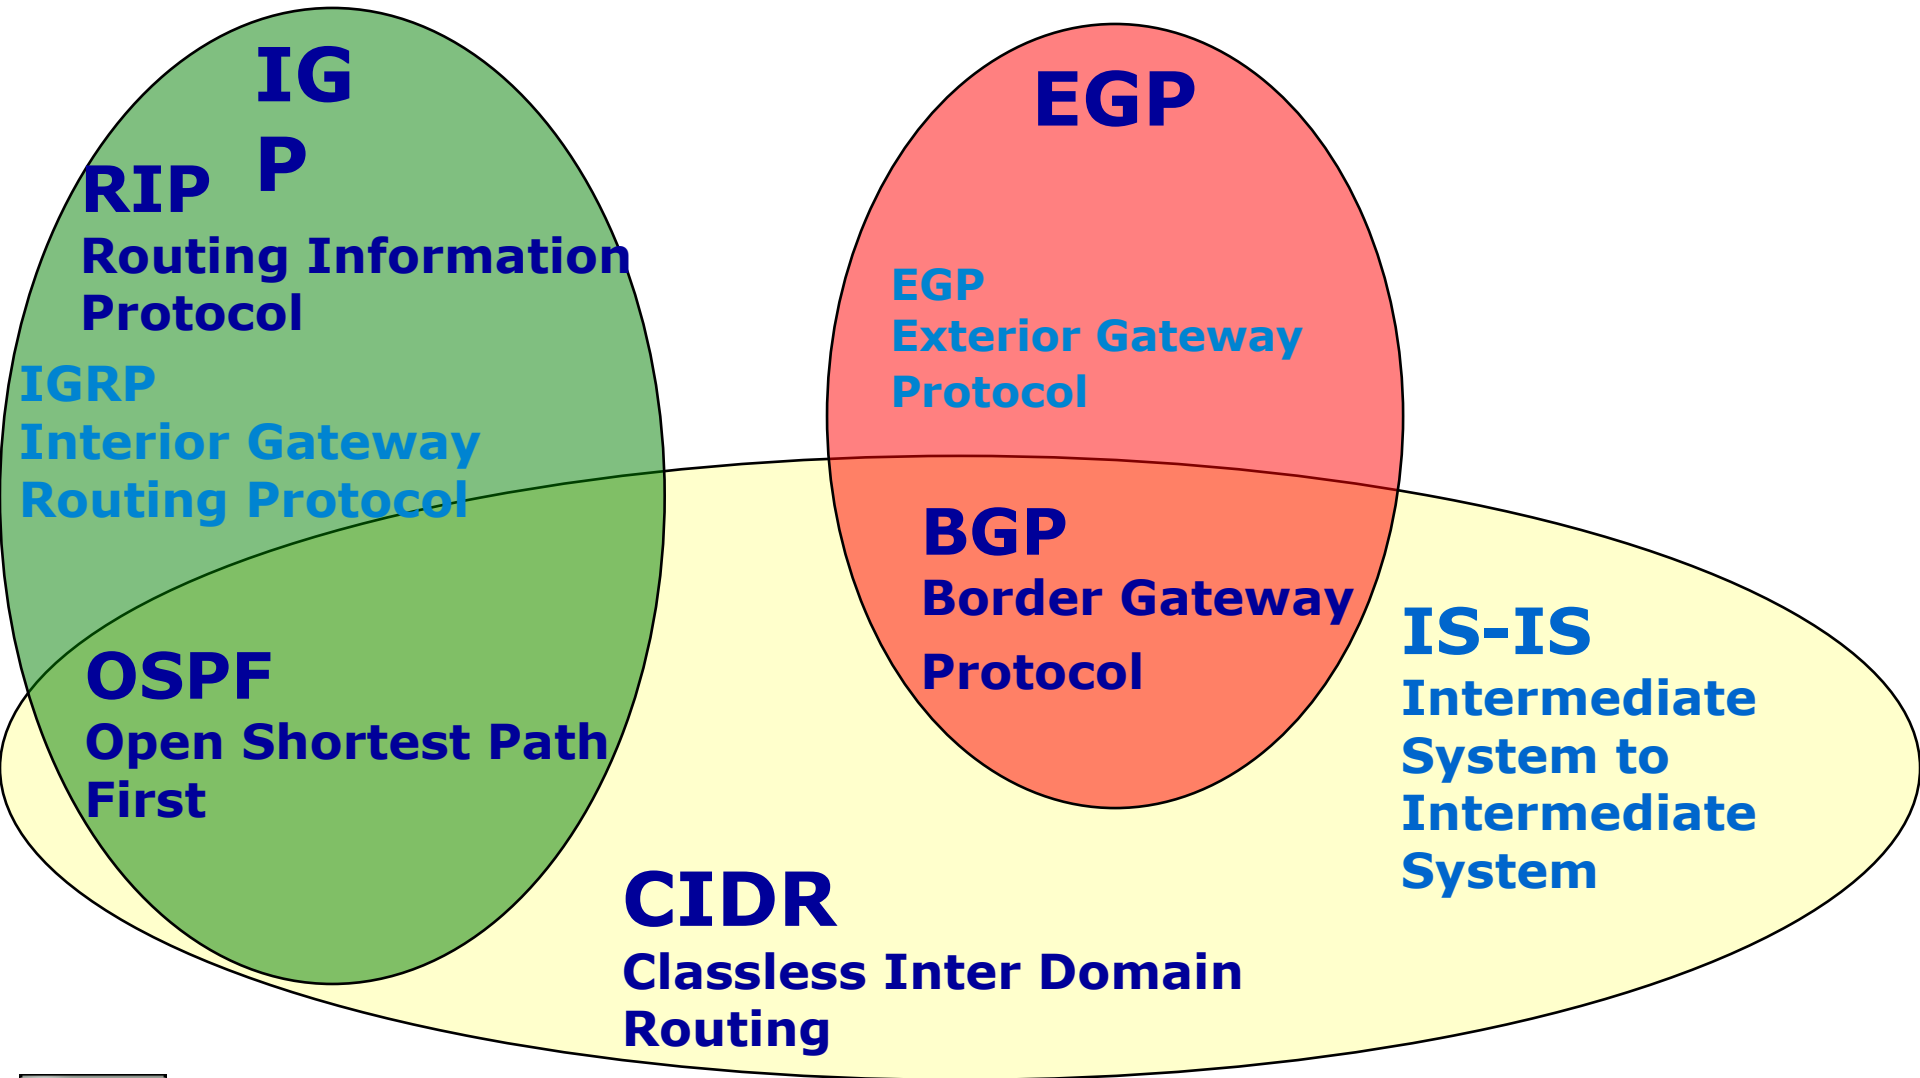 IG
P
RIP
Routing Information
Protocol
IGRP
Interior Gateway
Routing Protocol
OSPF
Open Shortest Path
First
EGP
EGP
Exterior Gateway
Protocol
BGP
Border Gateway
Protocol
IS-IS
Intermediate
System to
Intermediate
System
CIDR
Classless Inter Domain
Routing